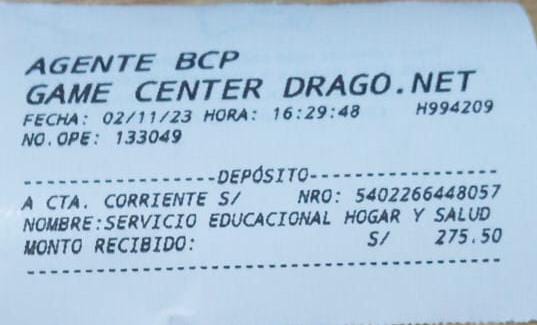 AGENTE BCP
GAME CENTER DRAGO.NET
FECHA: 02/11/23 HORA: 16:29:48 H994209
NO.OPE: 133049
-----------------DEPÓSITO-----------------
A CTA. CORRIENTE S/ NRO: 5402266448057
NOMBRE:SERVICIO EDUCACIONAL HOGAR Y SALUD
MONTO RECIBIDO: S/ 275.50
------------------------------------------